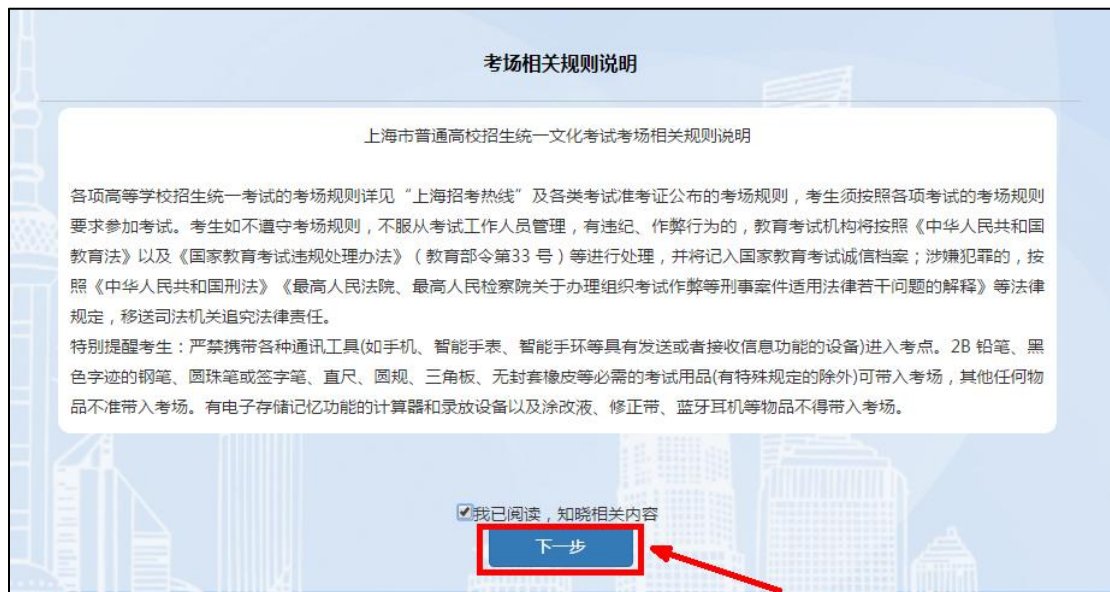 考场相关规则说明
上海市普通高校招生统一文化考试考场相关规则说明
各项高等学校招生统一考试的考场规则详见“上海招考热线”及各类考试准考证公布的考场规则，考生须按照各项考试的考场规则
要求参加考试。考生如不遵守考场规则，不服从考试工作人员管理，有违纪、作弊行为的，教育考试机构将按照《中华人民共和国
教育法》以及《国家教育考试违规处理办法》（教育部令第33 号）等进行处理，并将记入国家教育考试诚信档案；涉嫌犯罪的，按
照《中华人民共和国刑法》《最高人民法院、最高人民检察院关于办理组织考试作弊等刑事案件适用法律若干问题的解释》等法律
规定，移送司法机关追究法律责任。
特别提醒考生：严禁携带各种通讯工具(如手机、智能手表、智能手环等具有发送或者接收信息功能的设备)进入考点。2B 铅笔、黑
色字迹的钢笔、圆珠笔或签字笔、直尺、圆规、三角板、无封套橡皮等必需的考试用品(有特殊规定的除外)可带入考场，其他任何物
品不准带入考场。有电子存储记忆功能的计算器和录放设备以及涂改液、修正带、蓝牙耳机等物品不得带入考场。
我已阅读，知晓相关内容
下一步